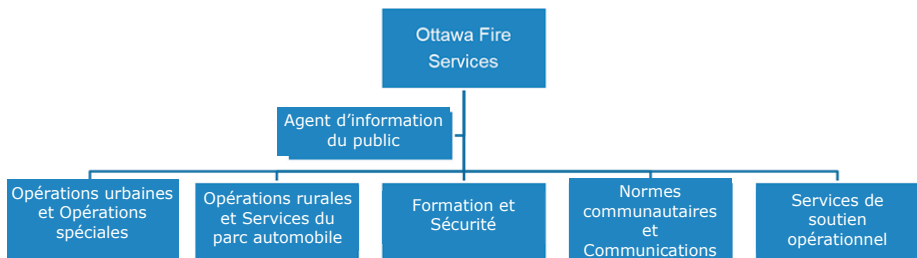 Ottawa Fire
Services
Agent d'information
du public
Opérations urbaines
et Opérations
spéciales
Opérations rurales
et Services du
parc automobile
Formation et
Sécurité
Normes
communautaires
et
Communications
Services de
soutien
opérationnel